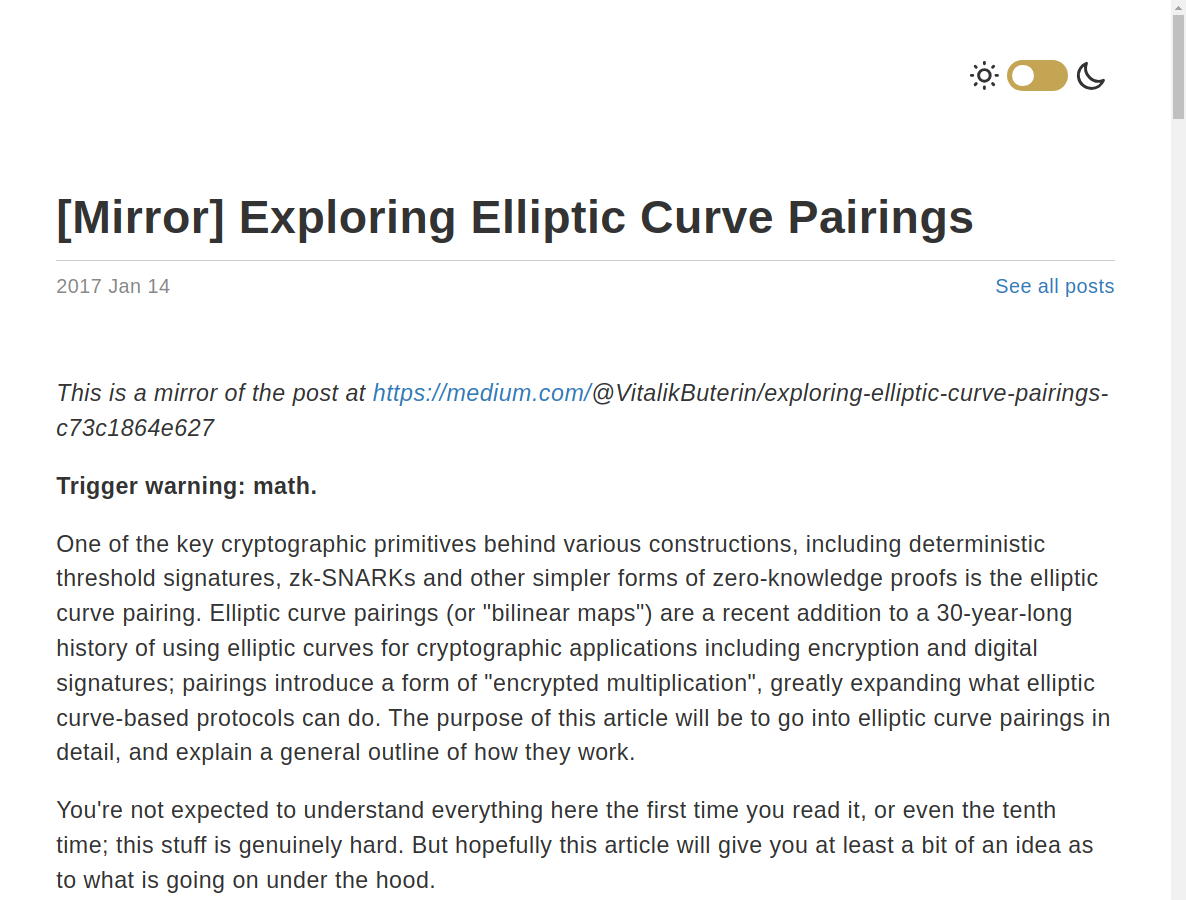 [Mirror] Exploring Elliptic Curve Pairings
2017 Jan 14
See all posts
This is a mirror of the post at https://medium.com/@VitalikButerin/exploring-elliptic-curve-pairings-
c73c1864e627
Trigger warning: math.
One of the key cryptographic primitives behind various constructions, including deterministic
threshold signatures, zk-SNARKs and other simpler forms of zero-knowledge proofs is the elliptic
curve pairing. Elliptic curve pairings (or "bilinear maps") are a recent addition to a 30-year-long
history of using elliptic curves for cryptographic applications including encryption and digital
signatures; pairings introduce a form of "encrypted multiplication", greatly expanding what elliptic
curve-based protocols can do. The purpose of this article will be to go into elliptic curve pairings in
detail, and explain a general outline of how they work.
You're not expected to understand everything here the first time you read it, or even the tenth
time; this stuff is genuinely hard. But hopefully this article will give you at least a bit of an idea as
to what is going on under the hood.